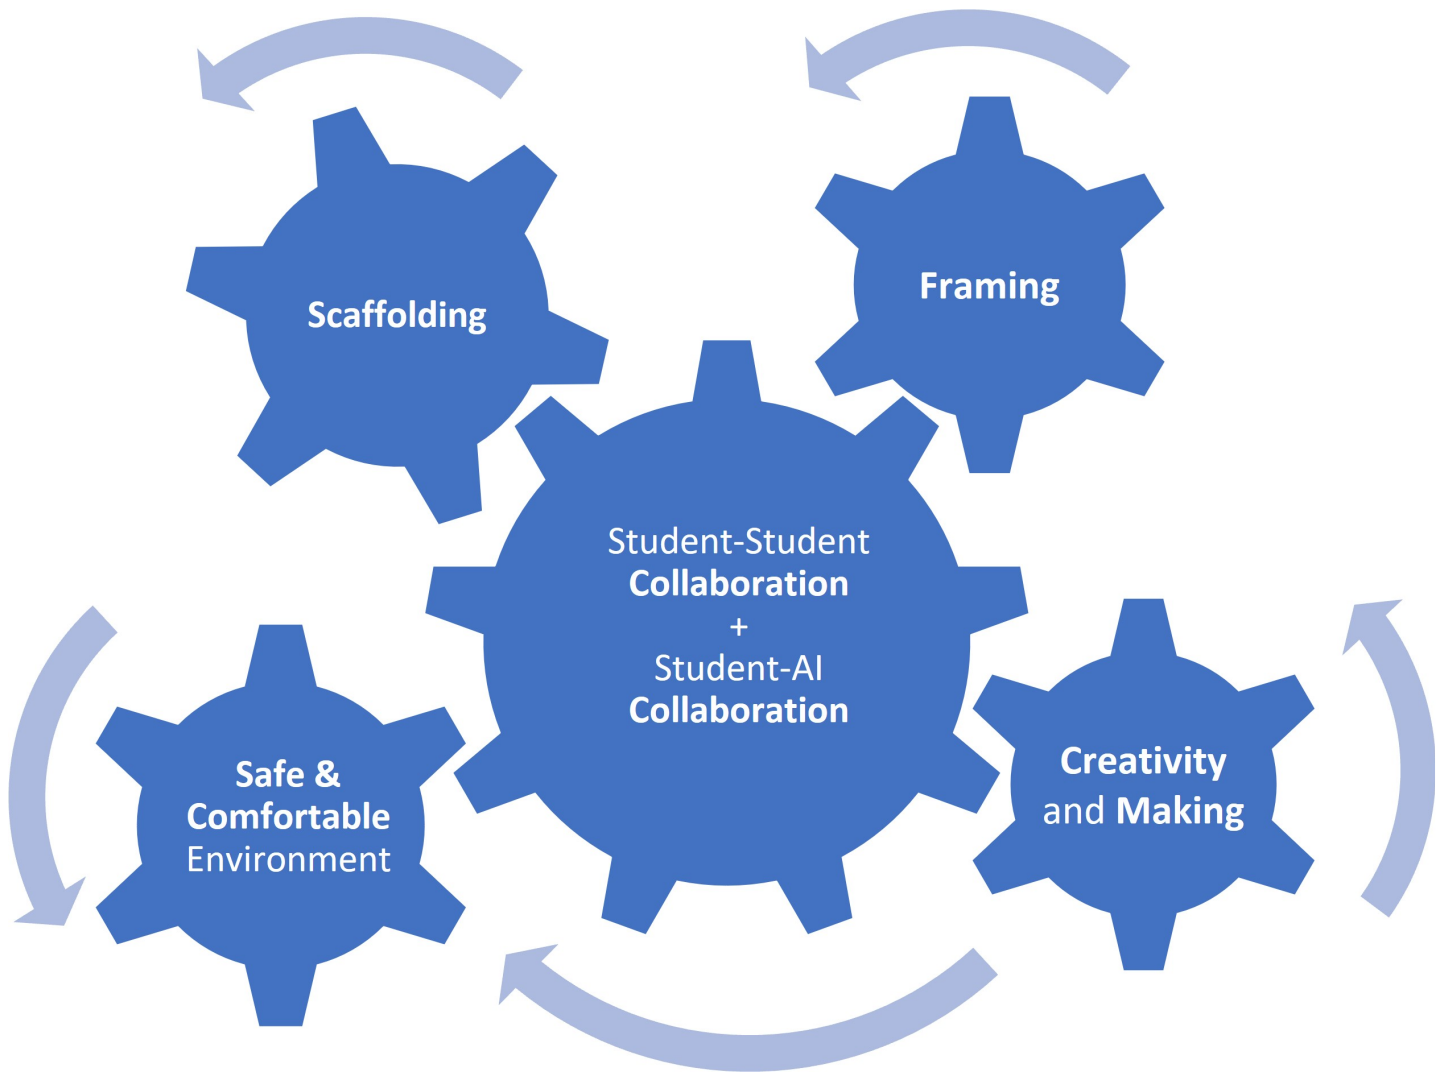 Scaffolding
Framing
Student-Student
Collaboration
+
Student-AI
Collaboration
Safe &
Comfortable
Environment
Creativity
and Making